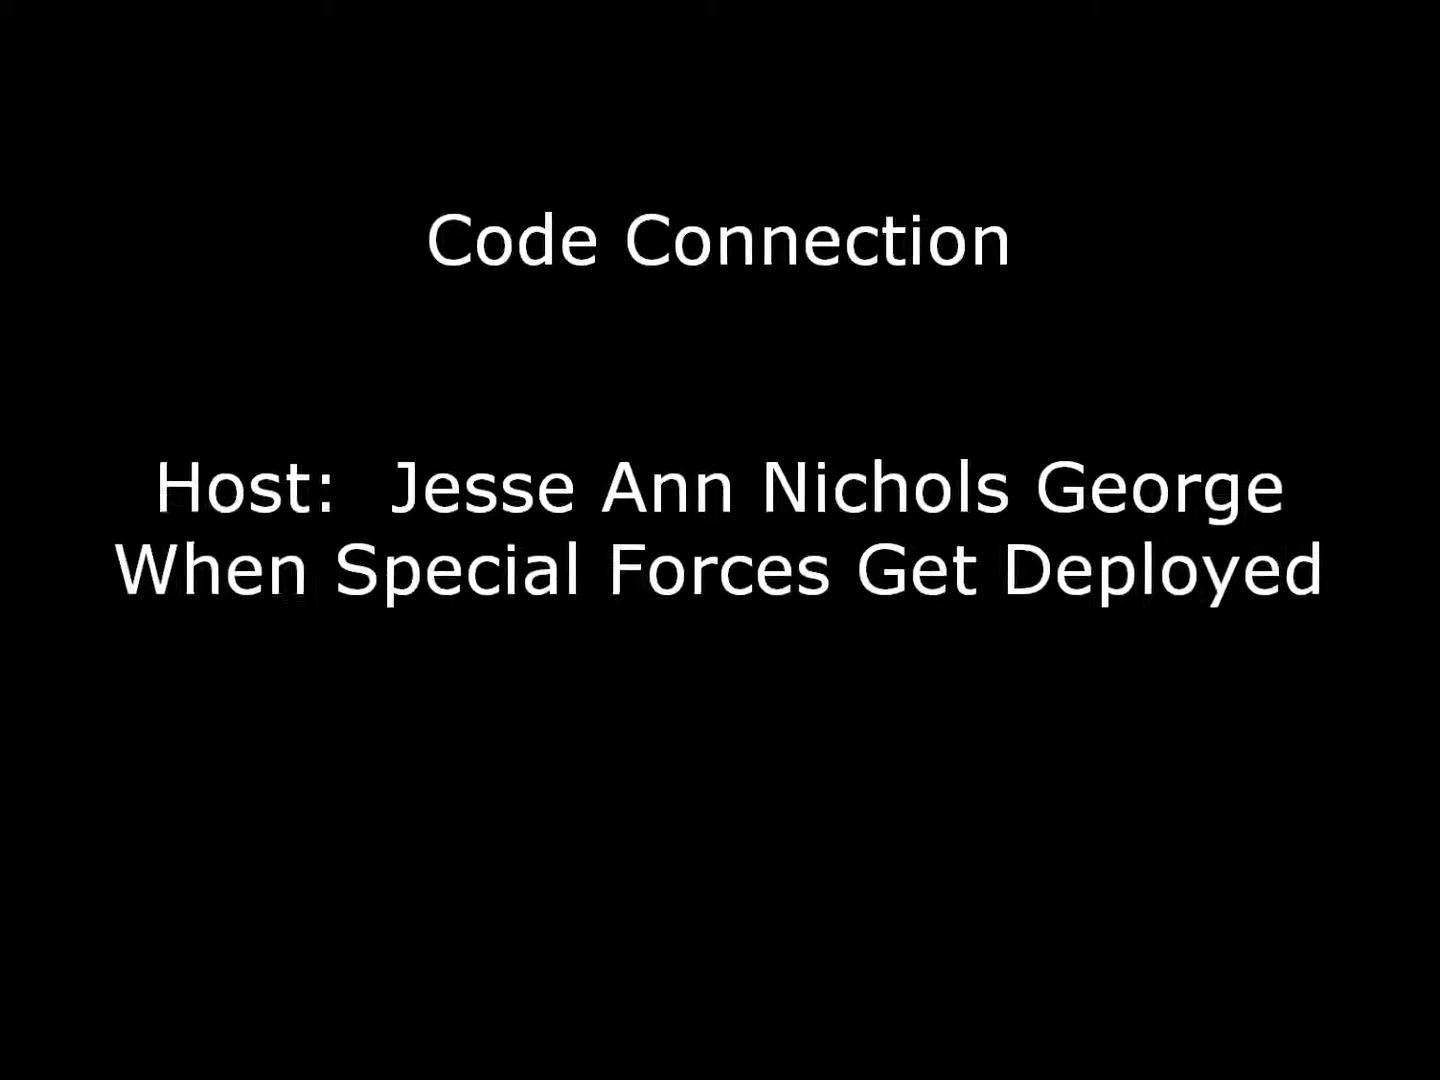 Code Connection
Host:  Jesse Ann Nichols George
When Special Forces Get Deployed